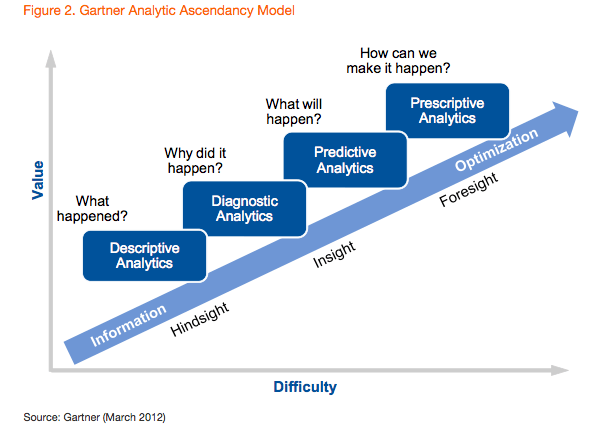 Figure 2. Gartner Analytic Ascendancy Model
How can we
make it happen?
Prescriptive
Analytics
What will
happen?
Predictive
Analytics
Optimization
Foresight
Why did it
happen?
Diagnostic
Analytics
Insight
What
happened?
Descriptive
Analytics
Information
Hindsight
Value
Difficulty
Source: Gartner (March 2012)